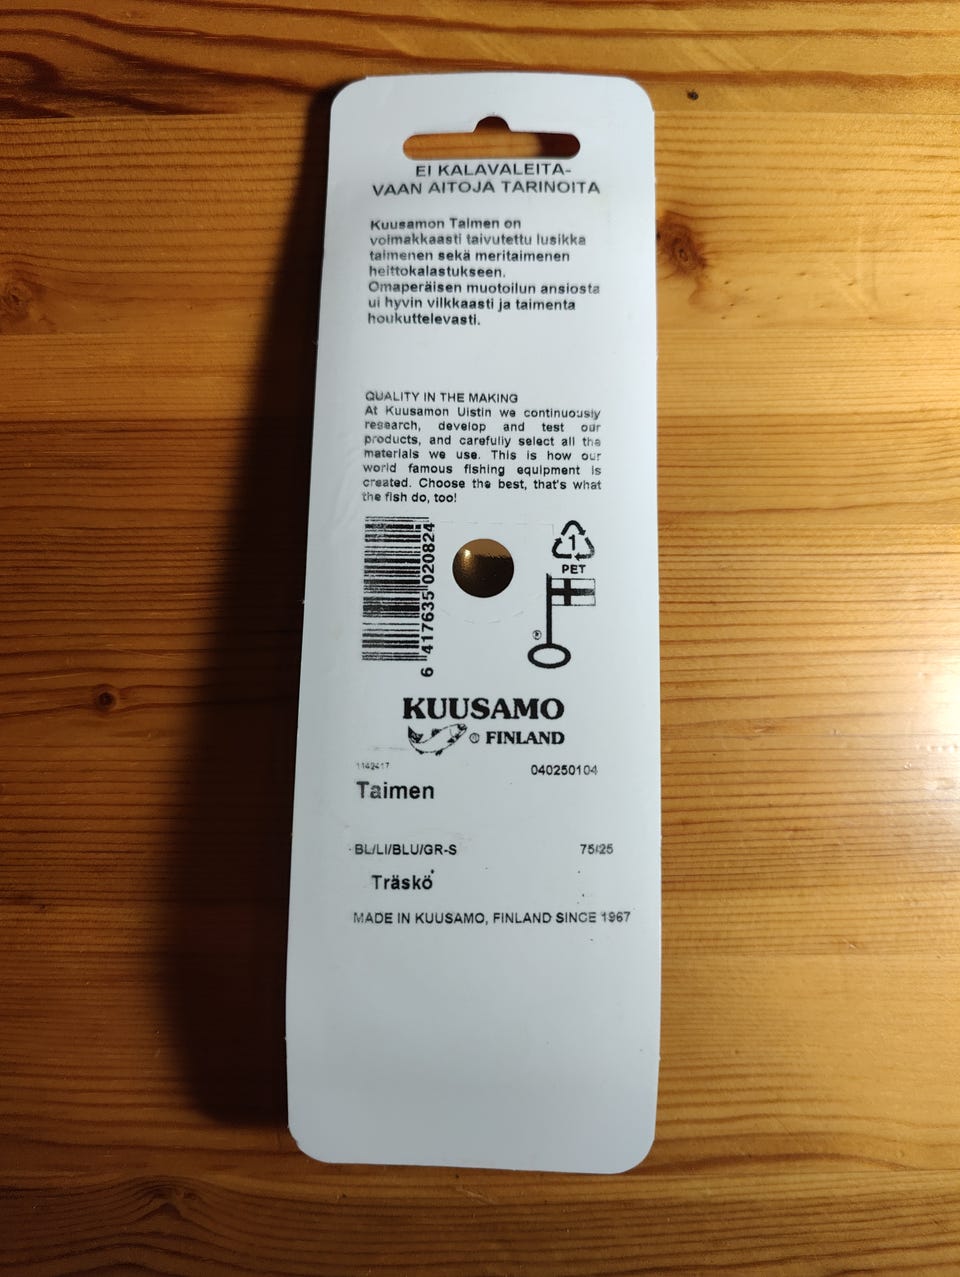 EI KALAVALEITA-
VAAN AITOJA TARINOITA
Kuusamon Taimen on
voimakkaasti taivutettu lusikka
taimenen sekä meritaimenen
heittokalastukseen.
Omaperäisen muotoilun ansiosta
ui hyvin vilkkaasti ja taimenta
houkuttelevasti.
QUALITY IN THE MAKING
At Kuusamon Uistin we continuously
research, develop and test our
products, and carefully select all the
materials we use. This is how our
world famous fishing equipment is
created. Choose the best, that's what
the fish do, too!
6 417635 020824
1
PET
®
KUUSAMO
® FINLAND
1142417
040250104
Taimen
BL/LI/BLU/GR-S
75/25
Träskö
MADE IN KUUSAMO, FINLAND SINCE 1967